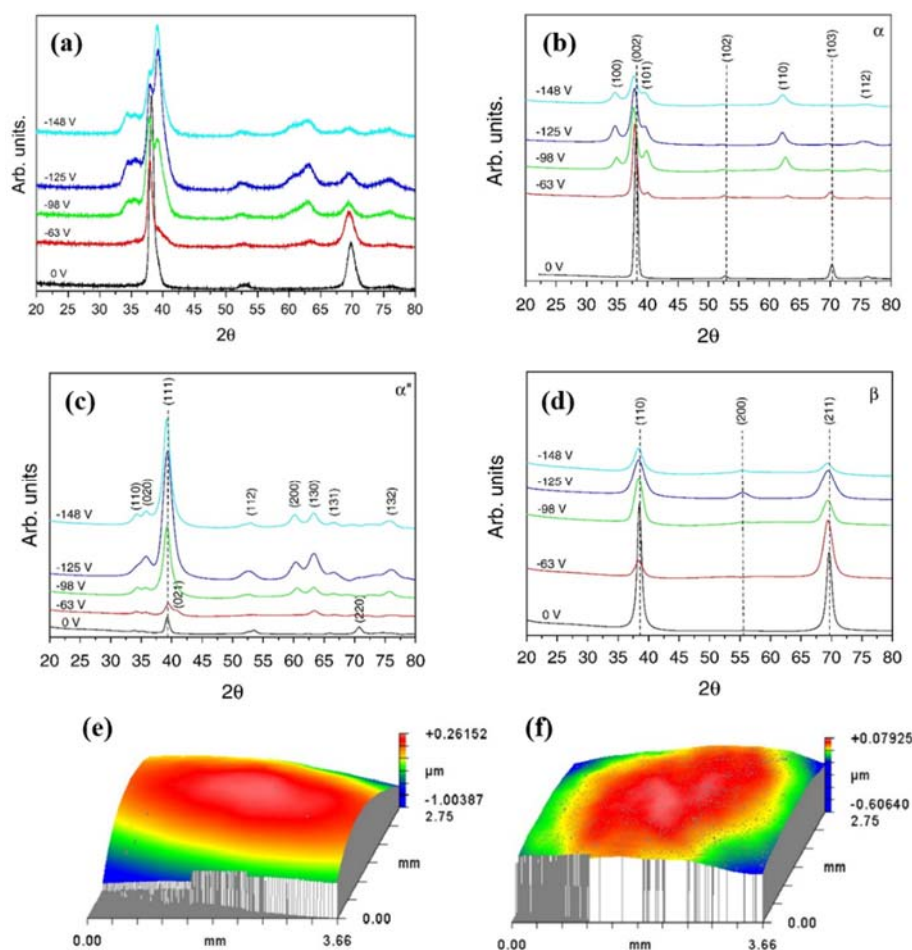 (a)
Arb. units.
-148 V
-125 V
-98 V
-63 V
0 V
20 25 30 35 40 45 50 55 60 65 70 75 80
2θ
(b)
α
Arb. units.
(100)
(002)
(101)
(102)
(110)
(103)
(112)
-148 V
-125 V
-98 V
-63 V
0 V
20 25 30 35 40 45 50 55 60 65 70 75 80
2θ
(c)
α"
Arb. units
(110)
(020)
(111)
(021)
(112)
(200)
(130)
(131)
(220)
(132)
-148 V
-125 V
-98 V
-63 V
0 V
20 25 30 35 40 45 50 55 60 65 70 75 80
2θ
(d)
β
Arb. units
(110)
(200)
(211)
-148 V
-125 V
-98 V
-63 V
0 V
20 25 30 35 40 45 50 55 60 65 70 75 80
2θ
(e)
+0.26152
µm
-1.00387
2.75
mm
0.00
0.00 mm 3.66
(f)
+0.07925
µm
-0.60640
2.75
mm
0.00
0.00 mm 3.66